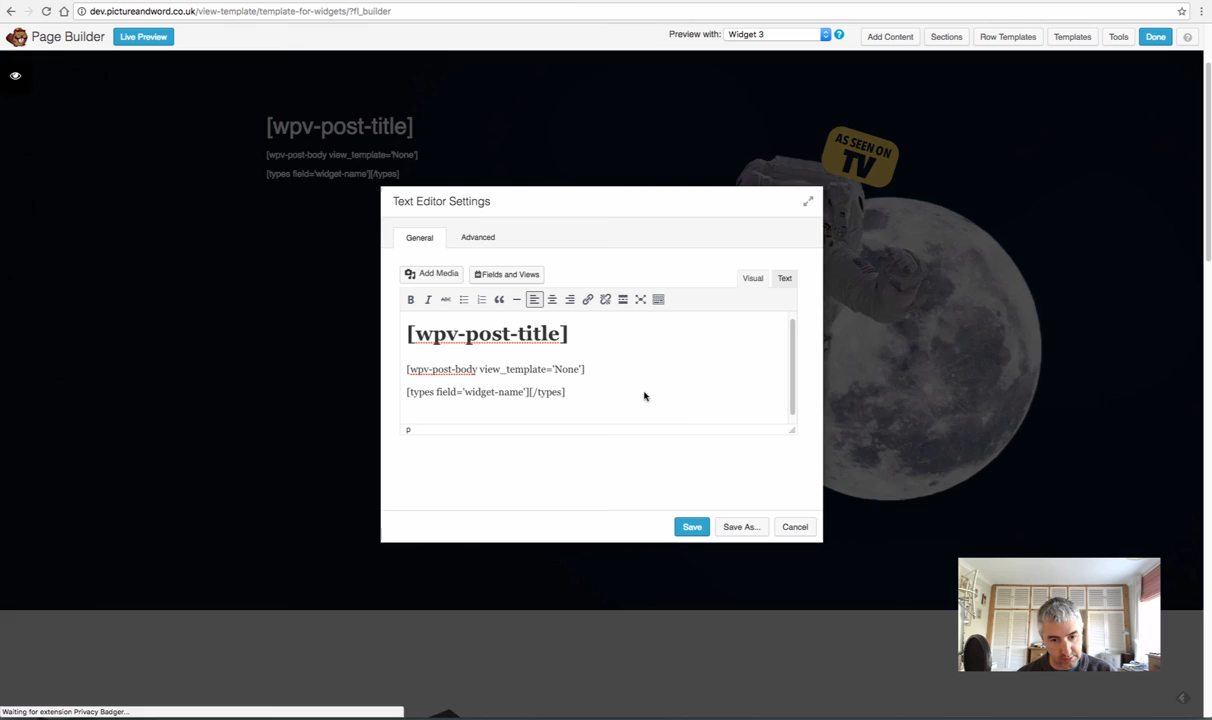 dev.pictureandword.co.uk/view-template/template-for-widgets/?fl_builder
Page Builder
Live Preview
Preview with:
Widget 3
?
Add Content
Sections
Row Templates
Templates
Tools
Done
?
[wpv-post-title]
[wpv-post-body view_template='None']
[types field='widget-name'][/types]
AS SEEN ON
TV
Text Editor Settings
General
Advanced
Add Media
Fields and Views
Visual
Text
B
I
ABC
[wpv-post-title]
[wpv-post-body view_template='None']
[types field='widget-name'][/types]
p
Save
Save As...
Cancel
Waiting for extension Privacy Badger...